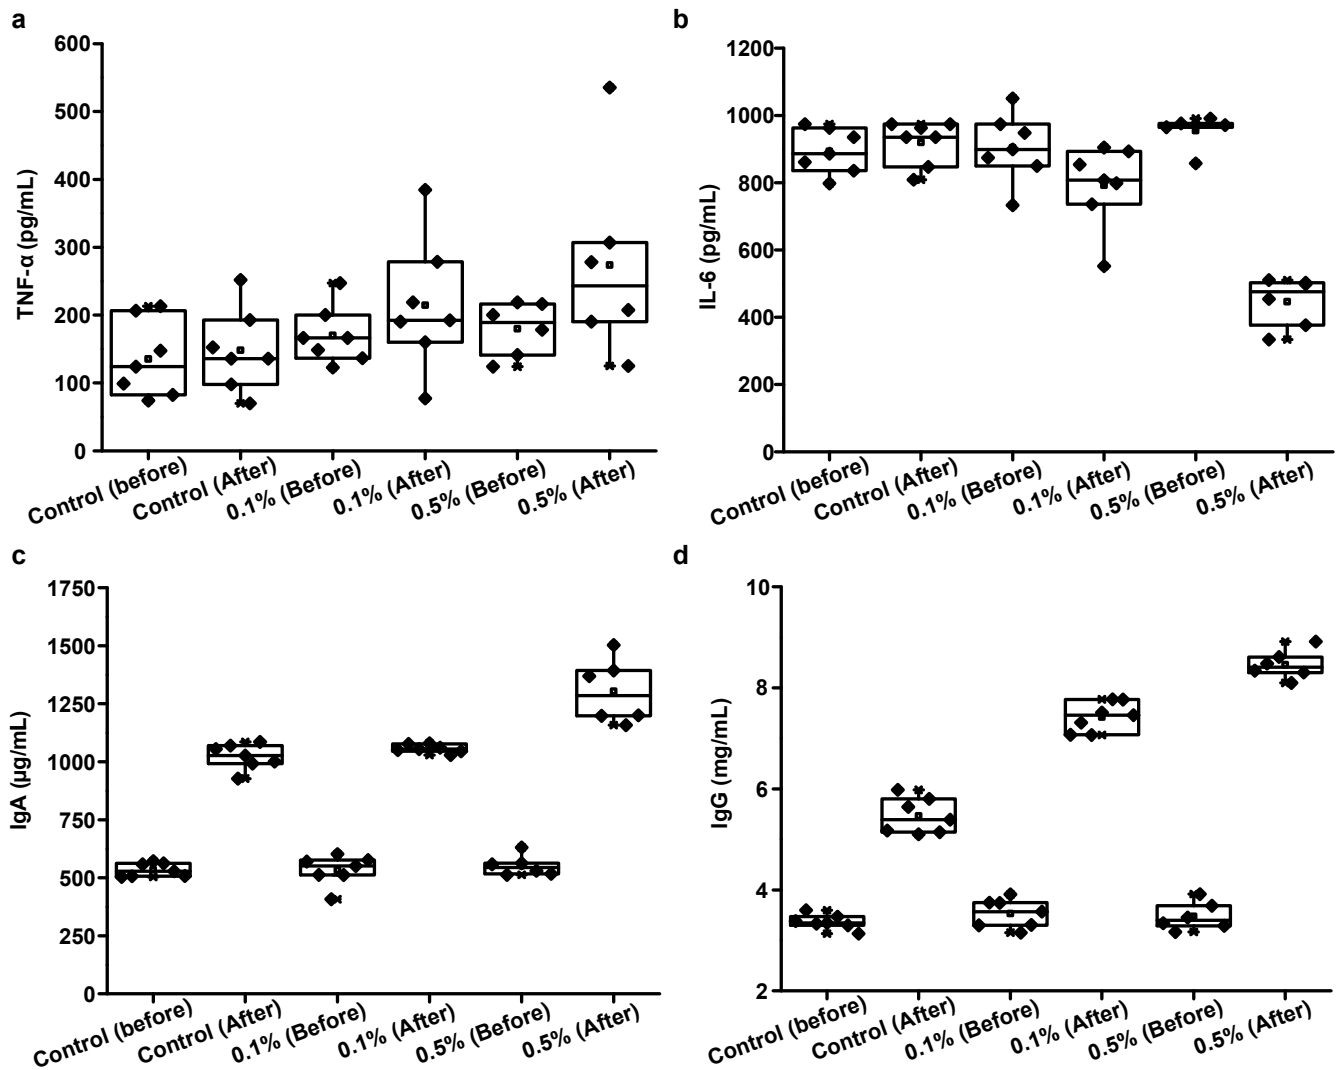 a
TNF-α (pg/mL)
600
500
400
300
200
100
0
Control (before)
Control (After)
0.1% (Before)
0.1% (After)
0.5% (Before)
0.5% (After)
b
IL-6 (pg/mL)
1200
1000
800
600
400
200
0
Control (before)
Control (After)
0.1% (Before)
0.1% (After)
0.5% (Before)
0.5% (After)
c
IgA (µg/mL)
1750
1500
1250
1000
750
500
250
0
Control (before)
Control (After)
0.1% (Before)
0.1% (After)
0.5% (Before)
0.5% (After)
d
IgG (mg/mL)
10
8
6
4
2
Control (before)
Control (After)
0.1% (Before)
0.1% (After)
0.5% (Before)
0.5% (After)